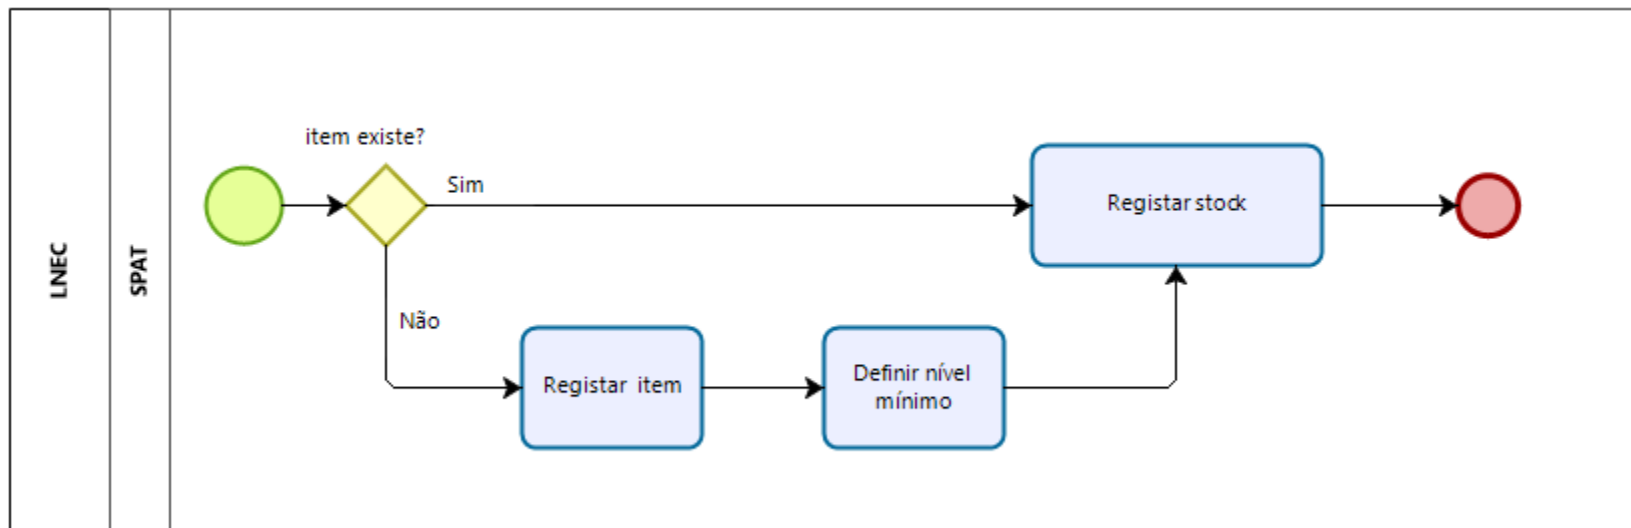 LNEC
SPAT
item existe?
Sim
Registar stock
Não
Registar item
Definir nível
mínimo